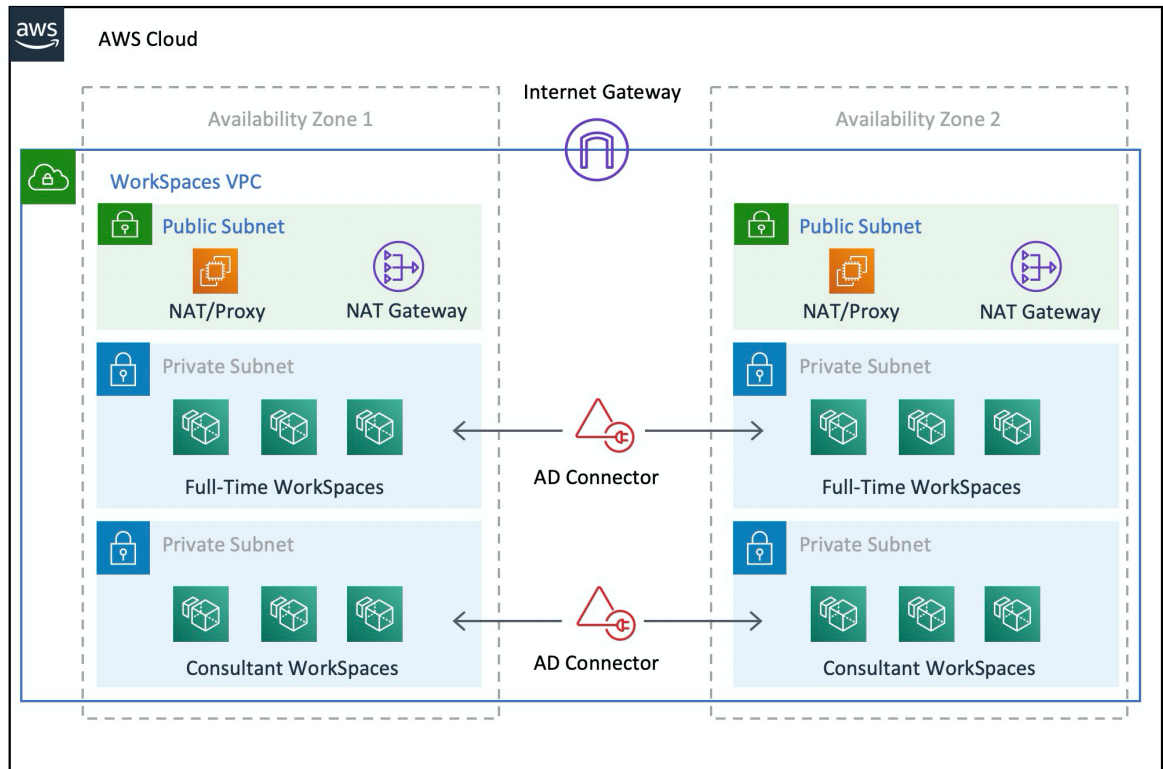 aws
AWS Cloud
Internet Gateway
Availability Zone 1
Availability Zone 2
WorkSpaces VPC
Public Subnet
Public Subnet
NAT/Proxy
NAT Gateway
NAT/Proxy
NAT Gateway
Private Subnet
Private Subnet
AD Connector
Full-Time WorkSpaces
Full-Time WorkSpaces
Private Subnet
Private Subnet
AD Connector
Consultant WorkSpaces
Consultant WorkSpaces